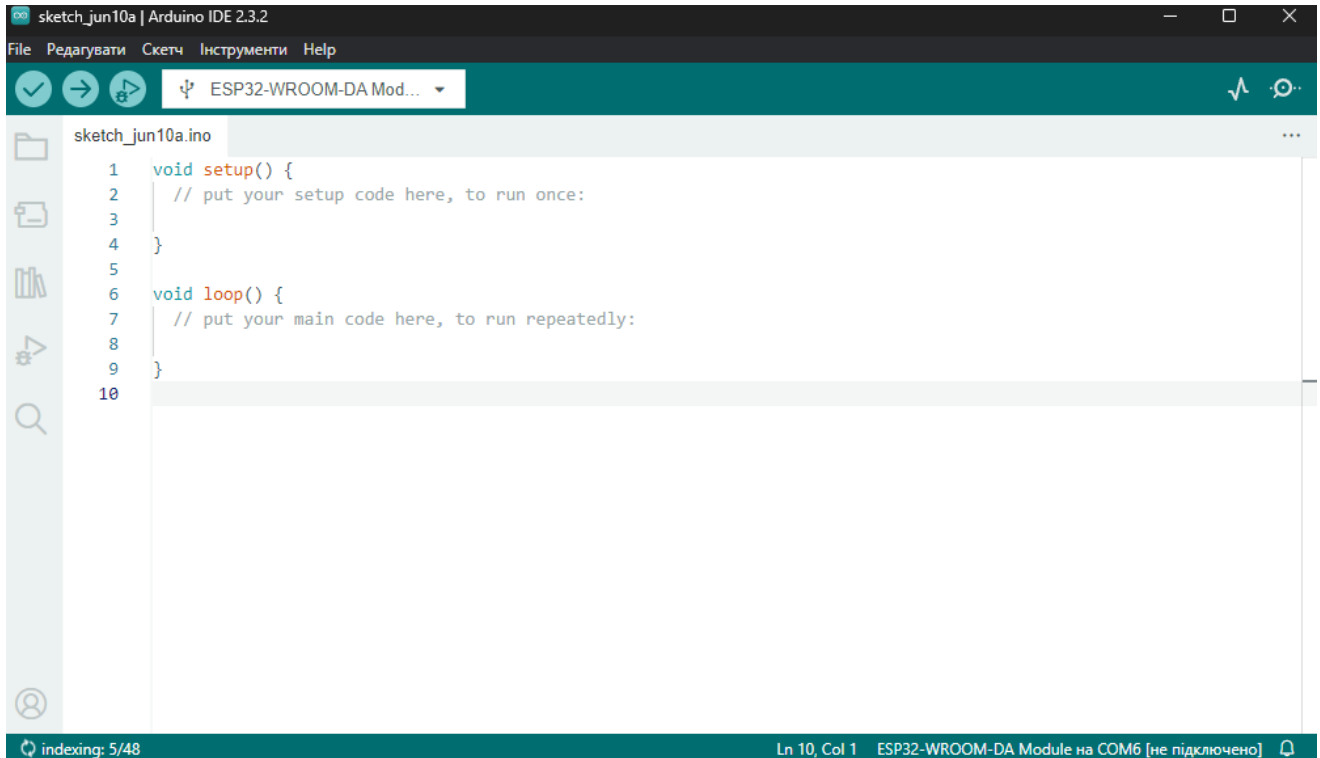 sketch_jun10a | Arduino IDE 2.3.2
File Редагувати Скетч Інструменти Help
ESP32-WROOM-DA Mod...
sketch_jun10a.ino
1 void setup() {
2 // put your setup code here, to run once:
3
4 }
5
6 void loop() {
7 // put your main code here, to run repeatedly:
8
9 }
10
indexing: 5/48 Ln 10, Col 1 ESP32-WROOM-DA Module на COM6 [не підключено]